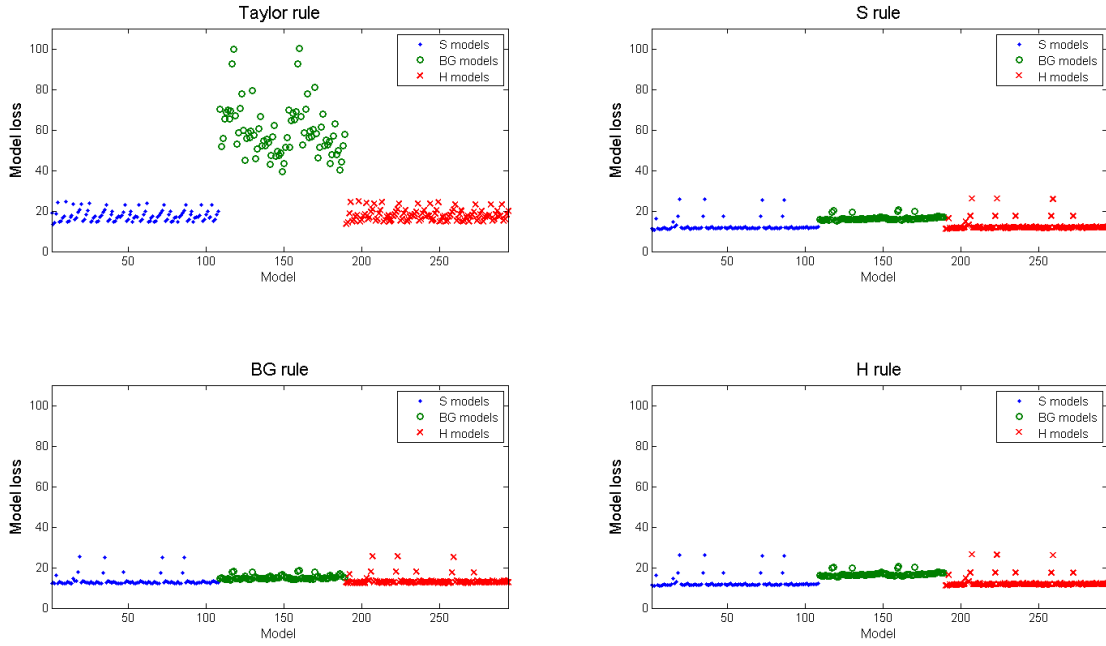 Taylor rule
Model loss
100
80
60
40
20
0
50
100
150
200
250
Model
S models
BG models
H models
S rule
Model loss
100
80
60
40
20
0
50
100
150
200
250
Model
S models
BG models
H models
BG rule
Model loss
100
80
60
40
20
0
50
100
150
200
250
Model
S models
BG models
H models
H rule
Model loss
100
80
60
40
20
0
50
100
150
200
250
Model
S models
BG models
H models